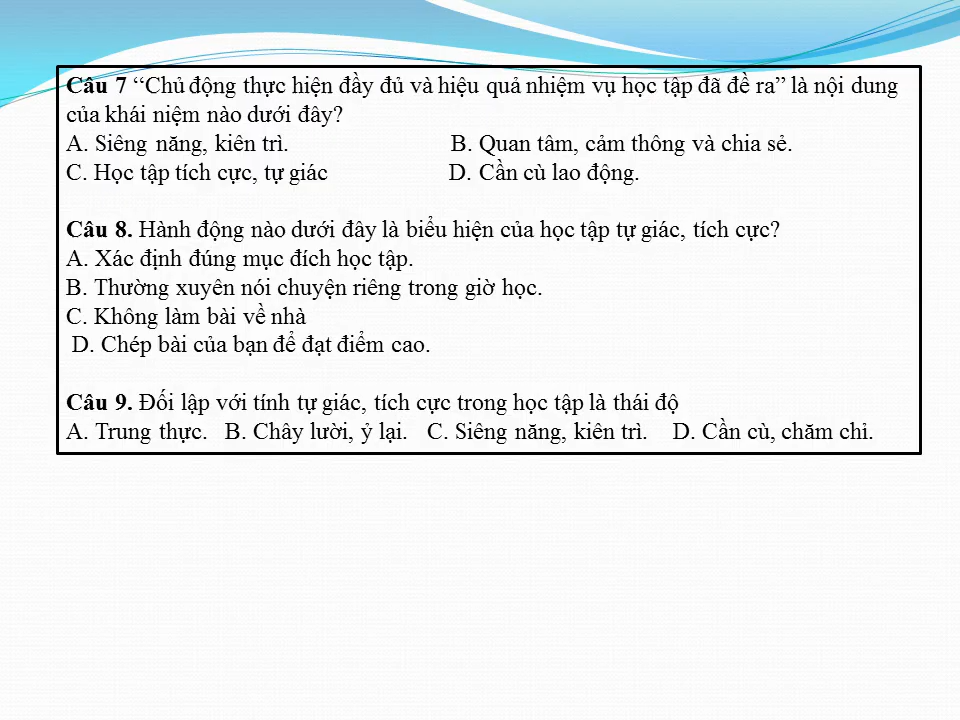 Câu 7 “Chủ động thực hiện đầy đủ và hiệu quả nhiệm vụ học tập đã đề ra” là nội dung
của khái niệm nào dưới đây?
A. Siêng năng, kiên trì. B. Quan tâm, cảm thông và chia sẻ.
C. Học tập tích cực, tự giác D. Cần cù lao động.
Câu 8. Hành động nào dưới đây là biểu hiện của học tập tự giác, tích cực?
A. Xác định đúng mục đích học tập.
B. Thường xuyên nói chuyện riêng trong giờ học.
C. Không làm bài về nhà
D. Chép bài của bạn để đạt điểm cao.
Câu 9. Đối lập với tính tự giác, tích cực trong học tập là thái độ
A. Trung thực. B. Chây lười, ỷ lại. C. Siêng năng, kiên trì. D. Cần cù, chăm chỉ.